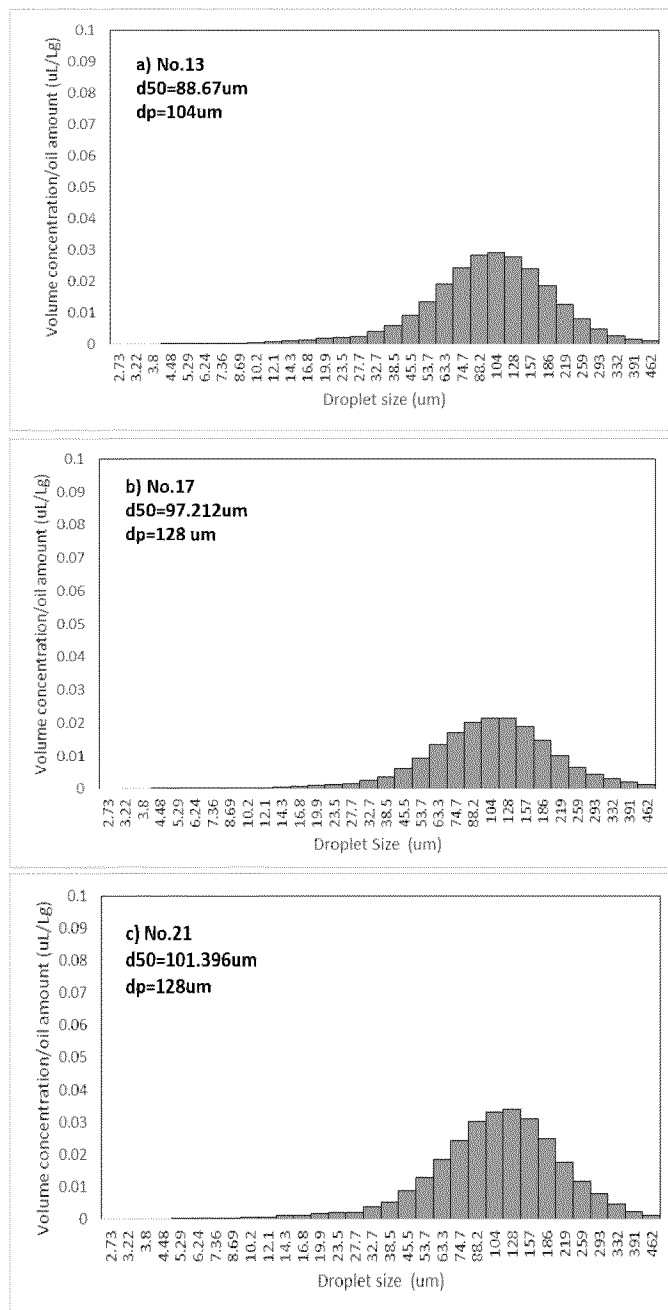 0.1
0.09
0.08
0.07
0.06
0.05
0.04
0.03
0.02
0.01
0
Volume concentration/oil amount (uL/Lg)
a) No.13
d50=88.67um
dp=104um
2.73 3.22 3.8 4.48 5.29 6.24 7.36 8.69 10.2 12.1 14.3 16.8 19.9 23.5 27.7 32.7 38.5 45.5 53.7 63.3 74.7 88.2 104 128 157 186 219 259 293 332 391 462
Droplet size (um)
0.1
0.09
0.08
0.07
0.06
0.05
0.04
0.03
0.02
0.01
0
Volume concentration/oil amount (uL/Lg)
b) No.17
d50=97.212um
dp=128 um
2.73 3.22 3.8 4.48 5.29 6.24 7.36 8.69 10.2 12.1 14.3 16.8 19.9 23.5 27.7 32.7 38.5 45.5 53.7 63.3 74.7 88.2 104 128 157 186 219 259 293 332 391 462
Droplet Size (um)
0.1
0.09
0.08
0.07
0.06
0.05
0.04
0.03
0.02
0.01
0
Volume concentration/oil amount (uL/Lg)
c) No.21
d50=101.396um
dp=128um
2.73 3.22 3.8 4.48 5.29 6.24 7.36 8.69 10.2 12.1 14.3 16.8 19.9 23.5 27.7 32.7 38.5 45.5 53.7 63.3 74.7 88.2 104 128 157 186 219 259 293 332 391 462
Droplet size (um)